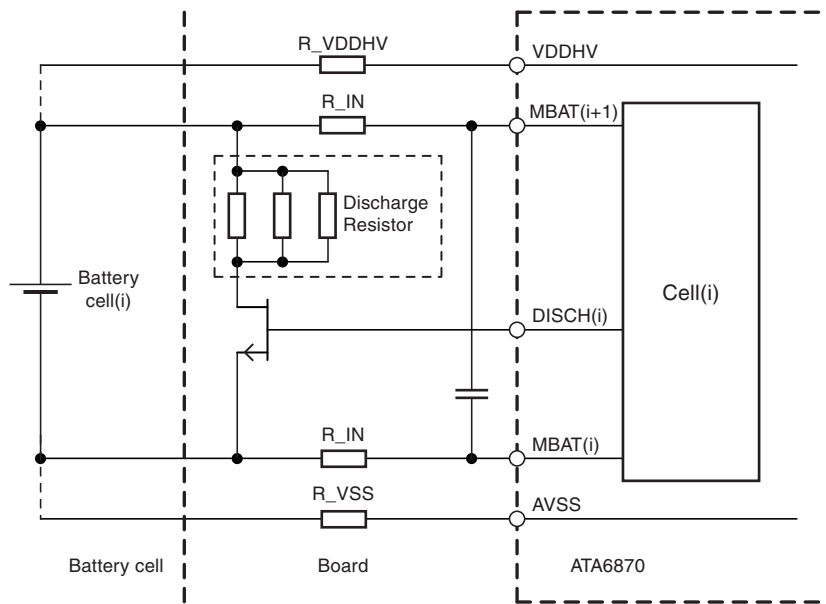 R_VDDHV
VDDHV
R_IN
MBAT(i+1)
Discharge
Resistor
Battery
cell(i)
Cell(i)
DISCH(i)
R_IN
MBAT(i)
R_VSS
AVSS
Battery cell
Board
ATA6870